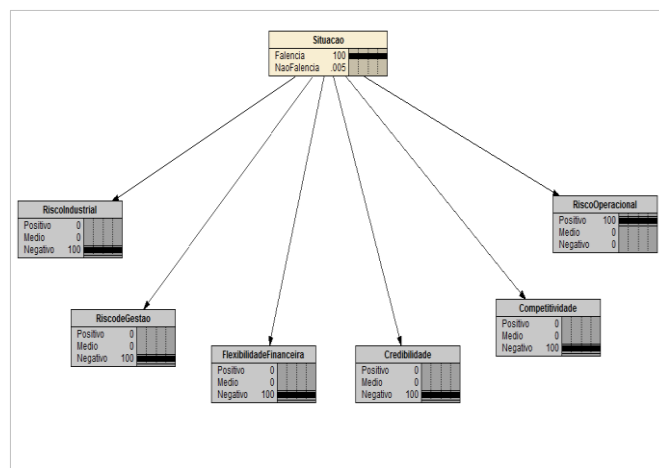 Situacao
Falencia 100
NaoFalencia .005
RiscoIndustrial
Positivo 0
Medio 0
Negativo 100
RiscoOperacional
Positivo 100
Medio 0
Negativo 0
RiscodeGestao
Positivo 0
Medio 0
Negativo 100
Competitividade
Positivo 0
Medio 0
Negativo 100
FlexibilidadeFinanceira
Positivo 0
Medio 0
Negativo 100
Credibilidade
Positivo 0
Medio 0
Negativo 100